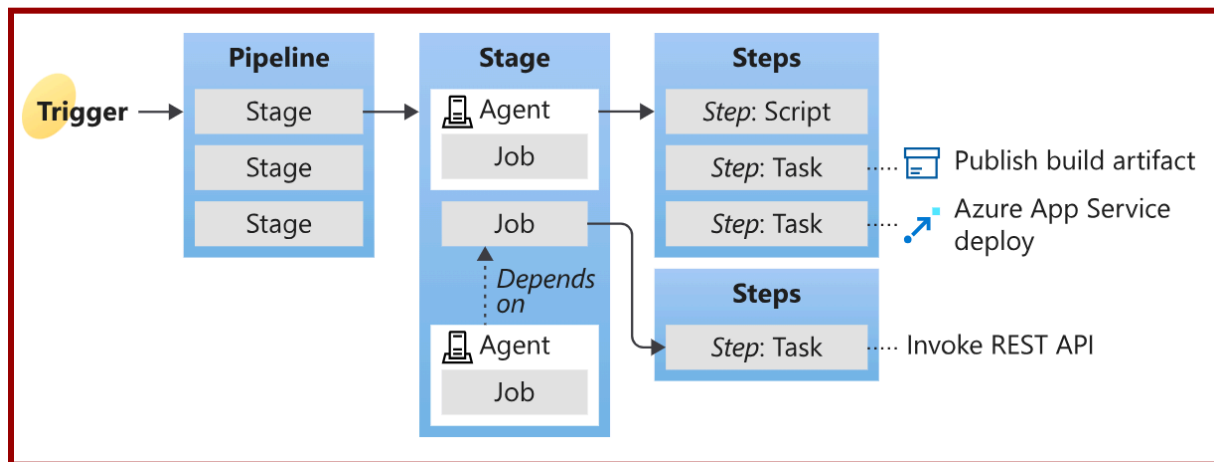 Trigger
Pipeline
Stage
Stage
Stage
Stage
Agent
Job
Job
Depends
on
Agent
Job
Steps
Step: Script
Step: Task
Publish build artifact
Step: Task
Azure App Service
deploy
Steps
Step: Task
Invoke REST API